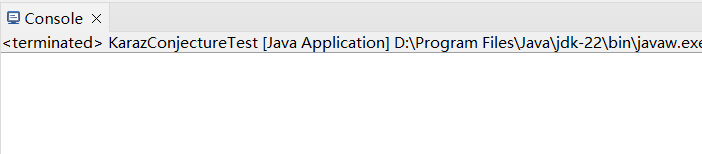 Console
<terminated> KarazConjectureTest [Java Application] D:\Program Files\Java\jdk-22\bin\javaw.exe